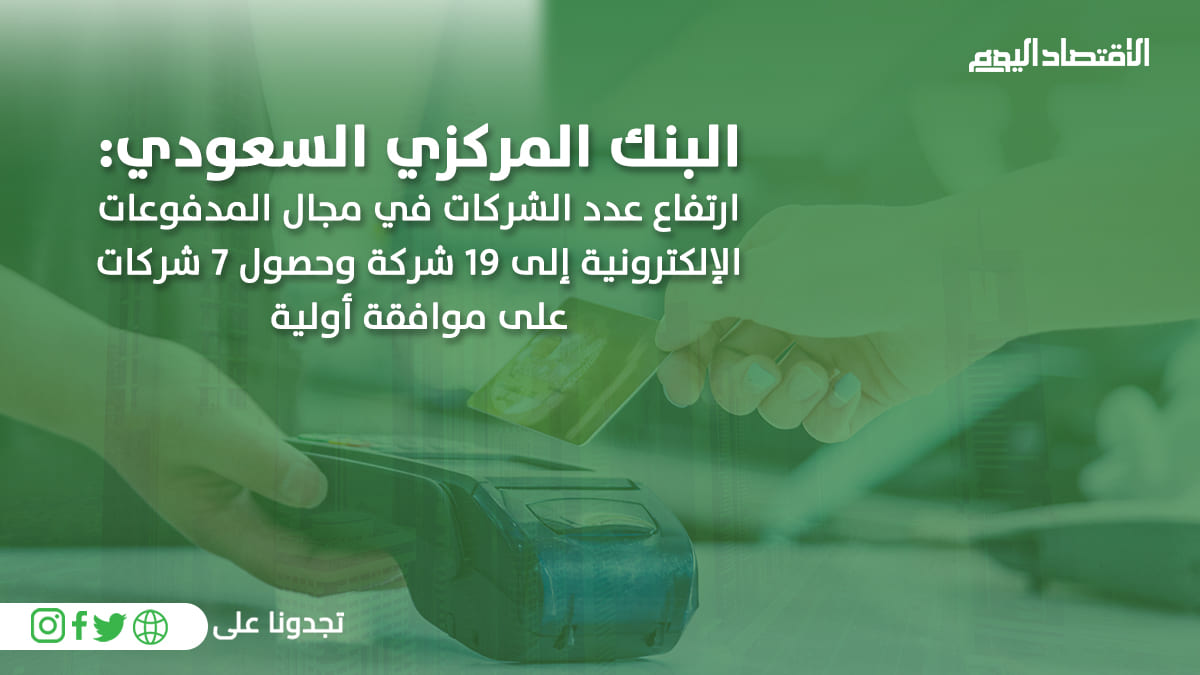 الاقتصاد اليوم
البنك المركزي السعودي:
ارتفاع عدد الشركات في مجال المدفوعات
الإلكترونية إلى 19 شركة وحصول 7 شركات
على موافقة أولية
تجدونا على